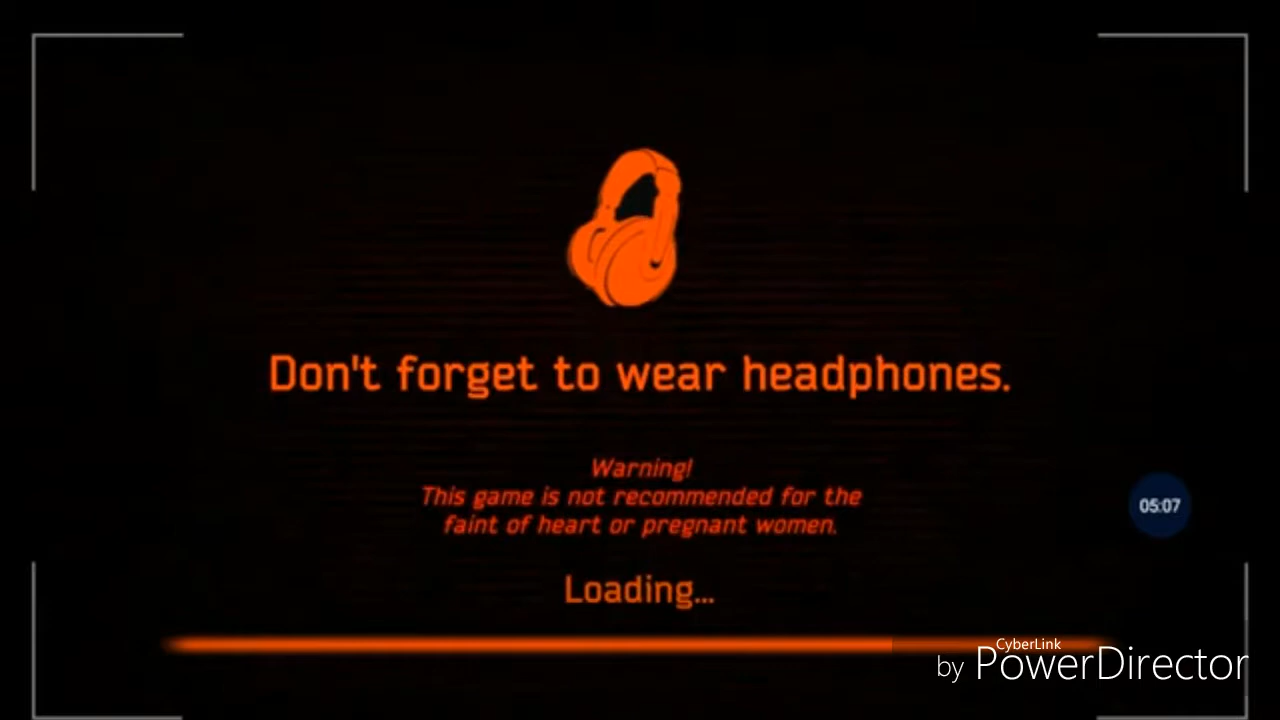 Don't forget to wear headphones.
Warning!
This game is not recommended for the
faint of heart or pregnant women.
05:07
Loading...
CyberLink
by PowerDirector